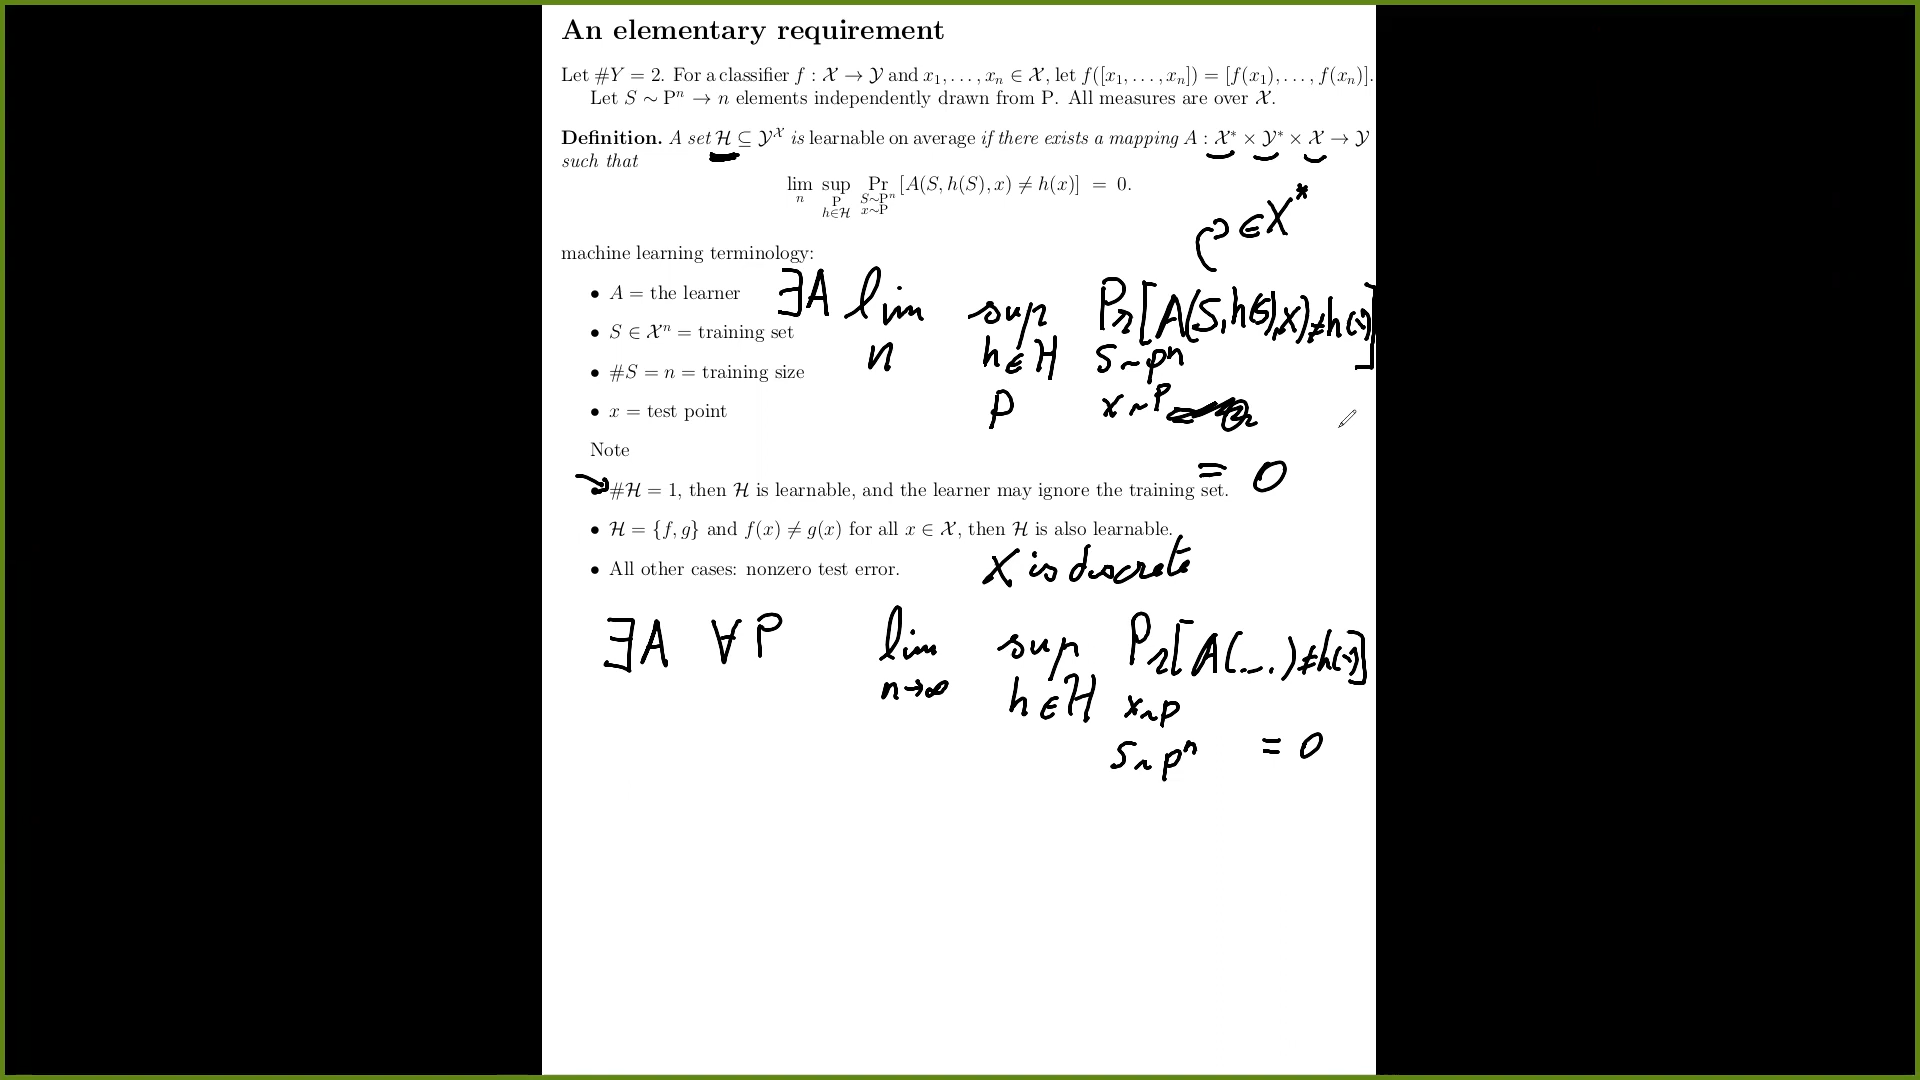 An elementary requirement
Let #Y = 2. For a classifier f : 𝒳 → 𝒴 and x₁, . . . , xₙ ∈ 𝒳, let f([x₁, . . . , xₙ]) = [f(x₁), . . . , f(xₙ)].
Let S ∼ Pⁿ → n elements independently drawn from P. All measures are over 𝒳.
Definition. A set ℋ ⊆ 𝒴^𝒳 is learnable on average if there exists a mapping A : 𝒳* × 𝒴* × 𝒳 → 𝒴
such that
lim sup Pr [A(S, h(S), x) ≠ h(x)] = 0.
n P S∼Pⁿ
h∈ℋ x∼P
∈ X*
machine learning terminology:
∃A lim sup Pr[A(S, h(S), x) ≠ h(x)]
n h∈H S∼Pⁿ
P x∼P
= 0
• A = the learner
• S ∈ 𝒳ⁿ = training set
• #S = n = training size
• x = test point
Note
• #ℋ = 1, then ℋ is learnable, and the learner may ignore the training set.
• ℋ = {f, g} and f(x) ≠ g(x) for all x ∈ 𝒳, then ℋ is also learnable.
• All other cases: nonzero test error.
X is discrete
∃A ∀P lim sup Pr[A(...) ≠ h(x)]
n→∞ h∈H x∼P
S∼Pⁿ = 0